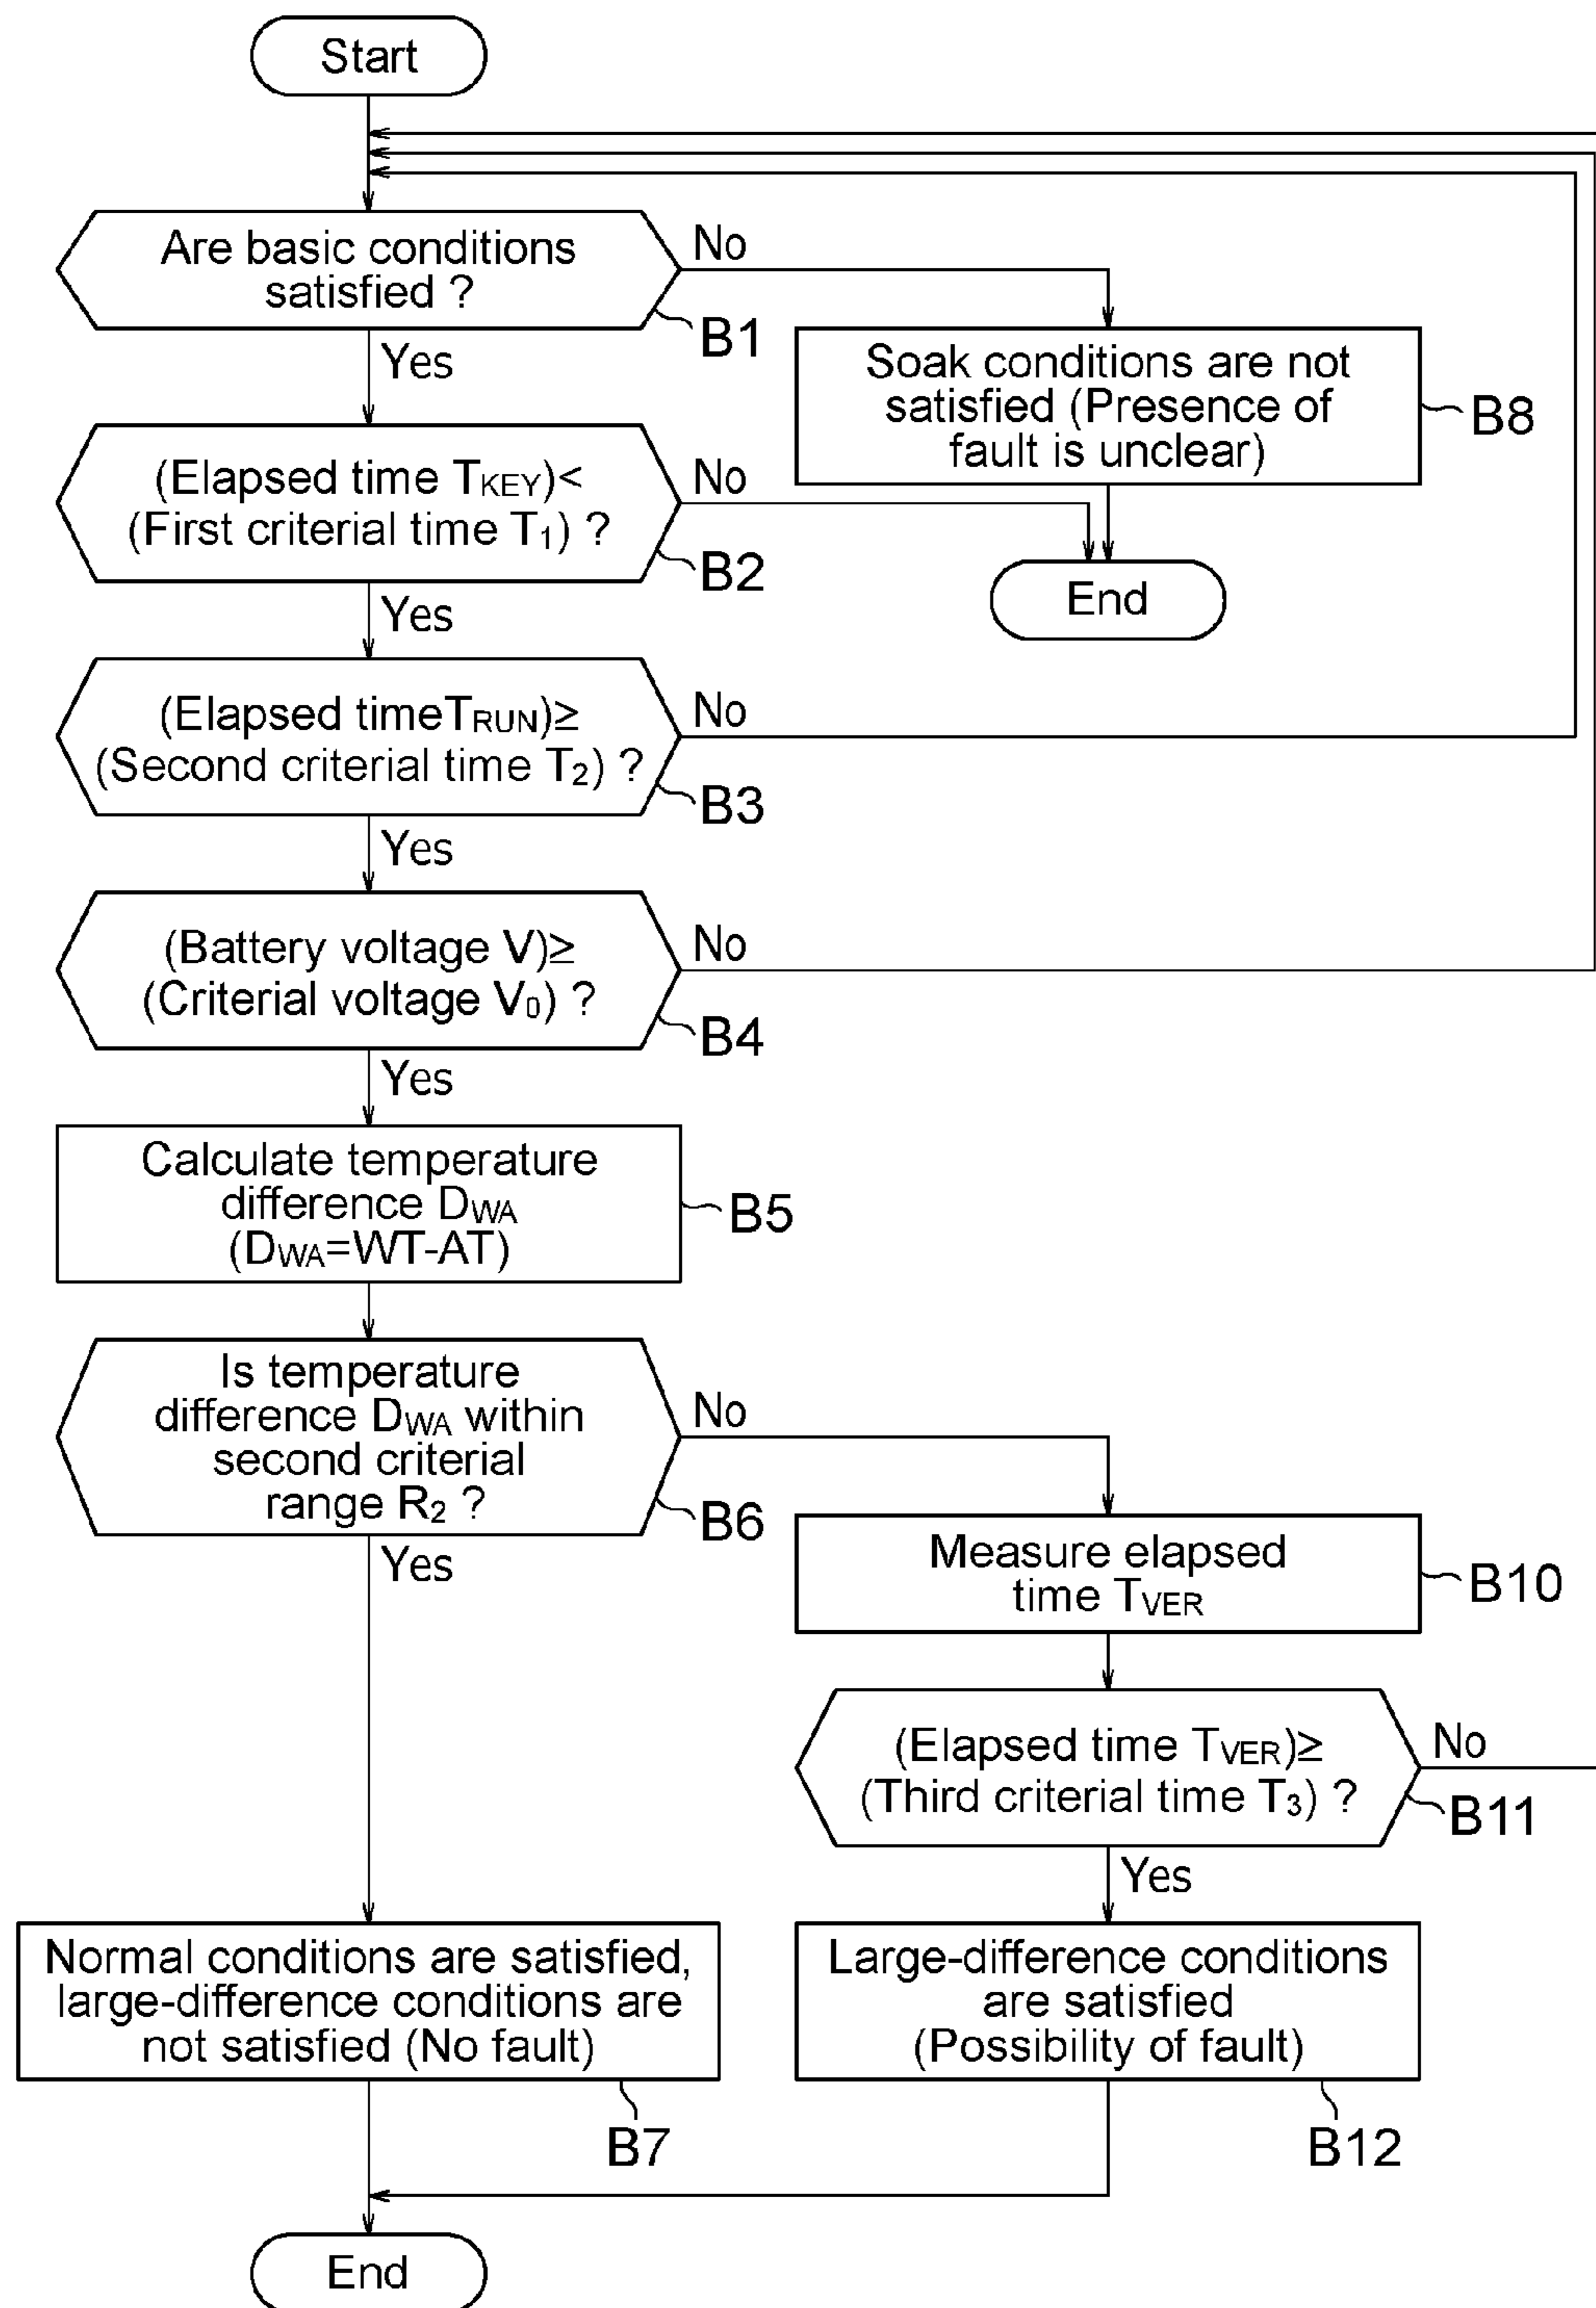 Start
Are basic conditions
satisfied ?
No
B1
Yes
Soak conditions are not
satisfied (Presence of
fault is unclear)
B8
(Elapsed time TKEY)<
(First criterial time T1) ?
No
B2
Yes
End
(Elapsed timeTRUN)≥
(Second criterial time T2) ?
No
B3
Yes
(Battery voltage V)≥
(Criterial voltage V0) ?
No
B4
Yes
Calculate temperature
difference DWA
(DWA=WT-AT)
B5
Is temperature
difference DWA within
second criterial
range R2 ?
No
B6
Yes
Measure elapsed
time TVER
B10
(Elapsed time TVER)≥
(Third criterial time T3) ?
No
B11
Yes
Normal conditions are satisfied,
large-difference conditions are
not satisfied (No fault)
B7
Large-difference conditions
are satisfied
(Possibility of fault)
B12
End